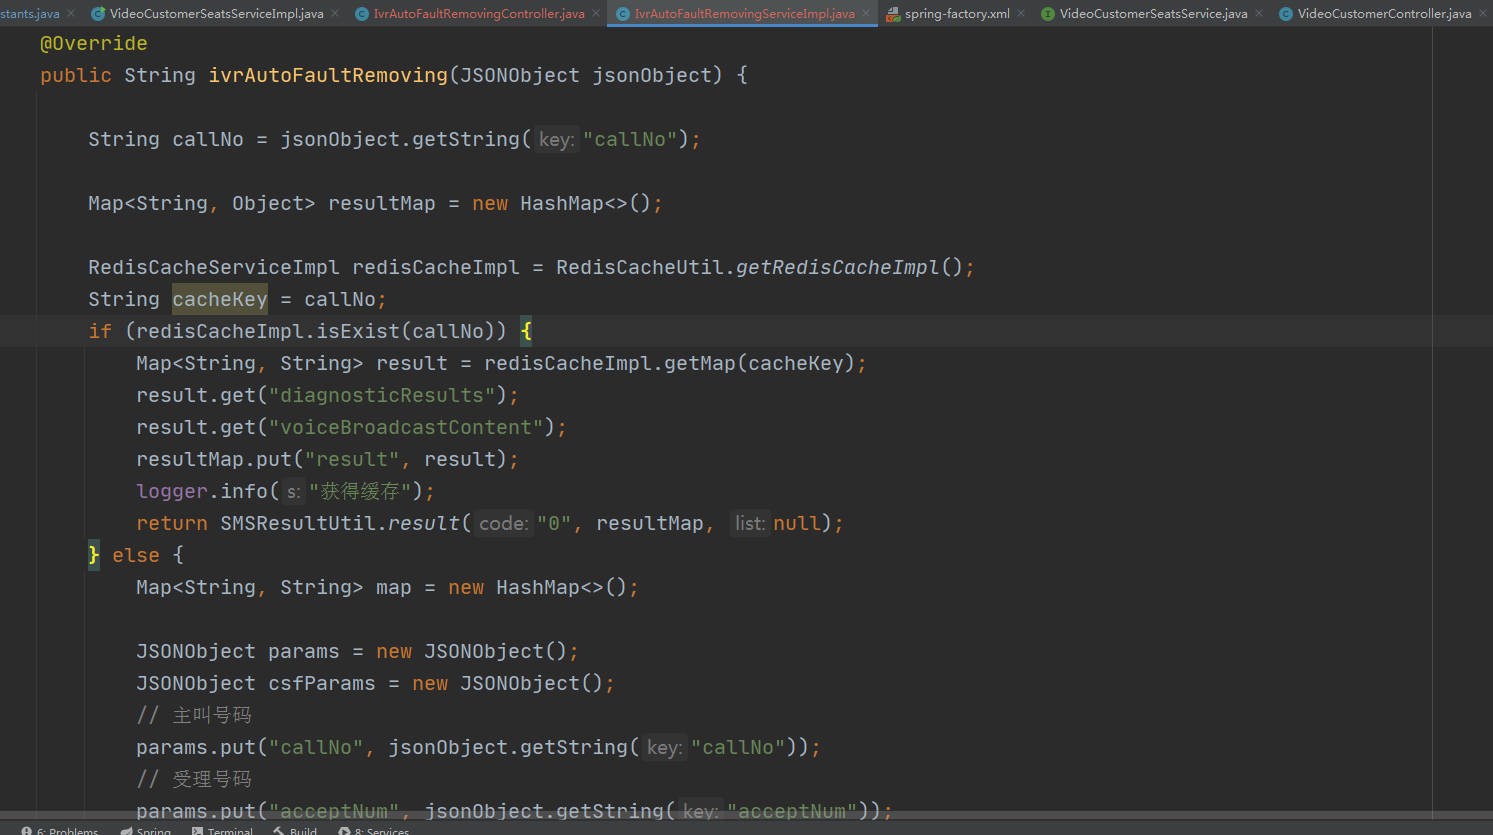 stants.java × VideoCustomerSeatsServiceImpl.java × IvrAutoFaultRemovingController.java × IvrAutoFaultRemovingServiceImpl.java × spring-factory.xml × VideoCustomerSeatsService.java × VideoCustomerController.java ×
@Override
public String ivrAutoFaultRemoving(JSONObject jsonObject) {
String callNo = jsonObject.getString( key: "callNo");
Map<String, Object> resultMap = new HashMap<>();
RedisCacheServiceImpl redisCacheImpl = RedisCacheUtil.getRedisCacheImpl();
String cacheKey = callNo;
if (redisCacheImpl.isExist(callNo)) {
Map<String, String> result = redisCacheImpl.getMap(cacheKey);
result.get("diagnosticResults");
result.get("voiceBroadcastContent");
resultMap.put("result", result);
logger.info( s: "获得缓存");
return SMSResultUtil.result( code: "0", resultMap, list: null);
} else {
Map<String, String> map = new HashMap<>();
JSONObject params = new JSONObject();
JSONObject csfParams = new JSONObject();
// 主叫号码
params.put("callNo", jsonObject.getString( key: "callNo"));
// 受理号码
params.put("acceptNum", jsonObject.getString( key: "acceptNum"));
6: Problems Spring Terminal Build 8: Services